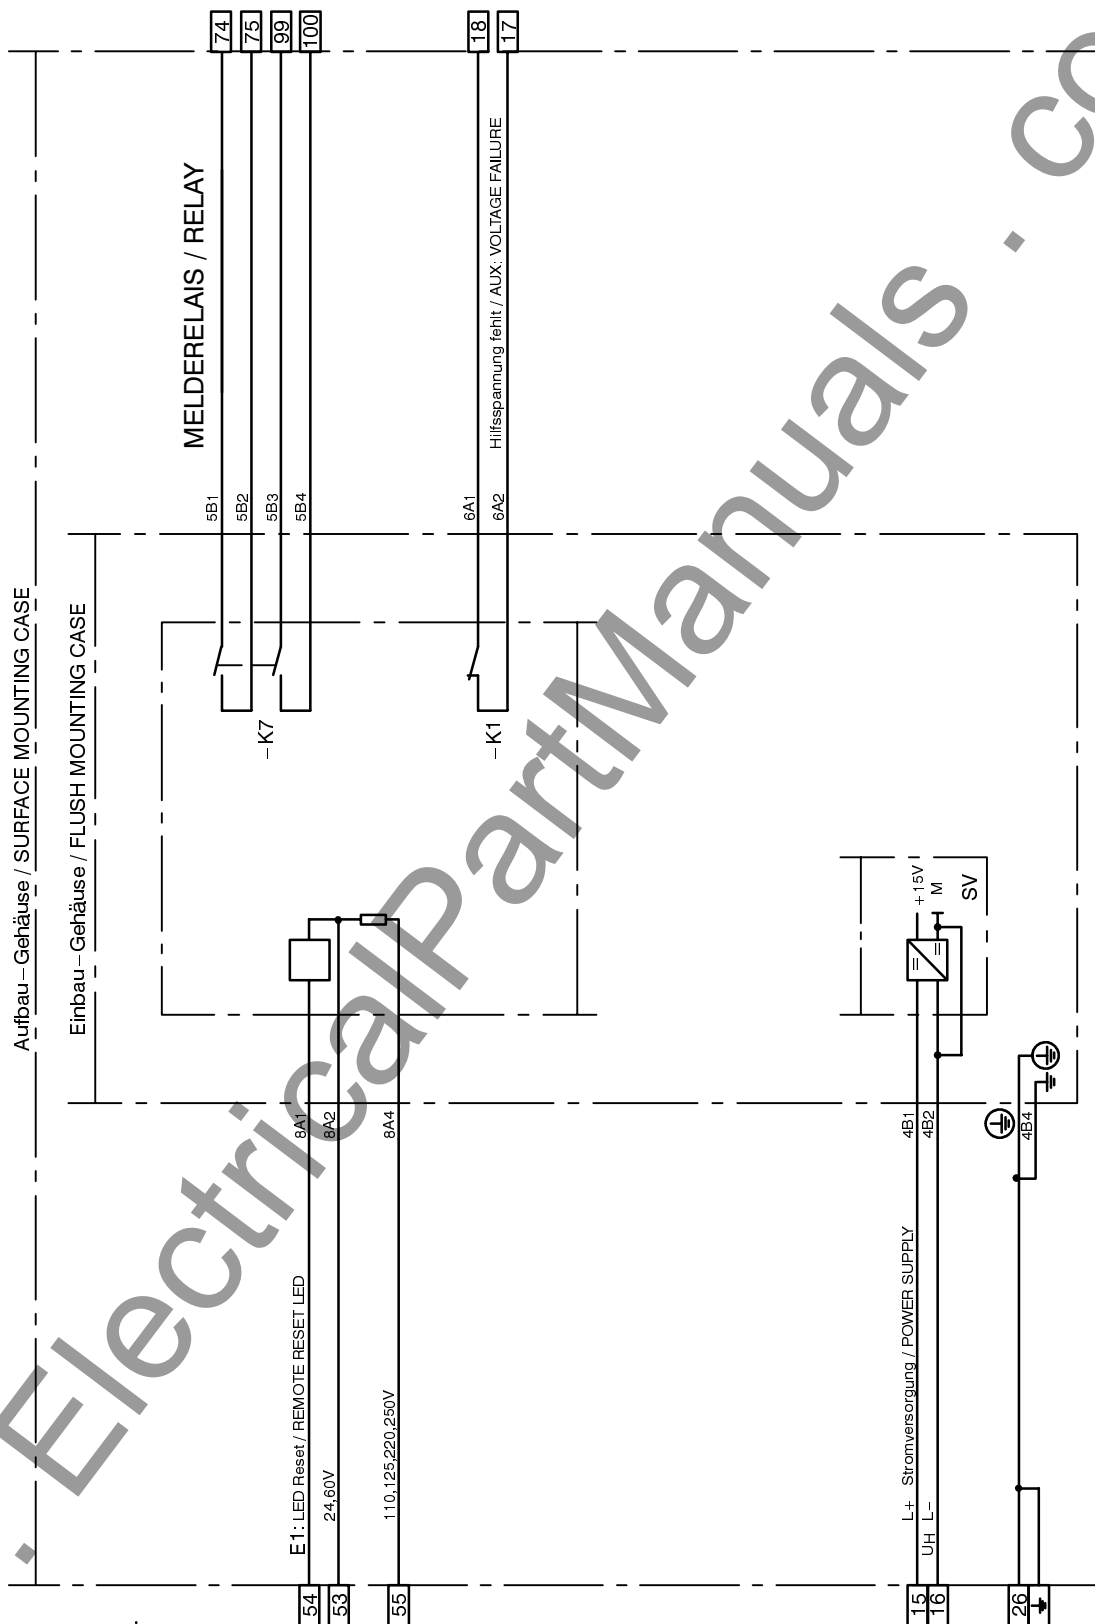 Aufbau–Gehäuse / SURFACE MOUNTING CASE
Einbau–Gehäuse / FLUSH MOUNTING CASE
54
53
55
15
16
26
E1: LED Reset / REMOTE RESET LED
24,60V
110,125,220,250V
L+ Stromversorgung / POWER SUPPLY
UH L–
8A1
8A2
8A4
4B1
4B2
4B4
+15V
M
SV
=
=
–K7
–K1
5B1
5B2
5B3
5B4
6A1
6A2
MELDERELAIS / RELAY
Hilfsspannung fehlt / AUX: VOLTAGE FAILURE
74
75
99
100
18
17
. ElectricalPartManuals . co